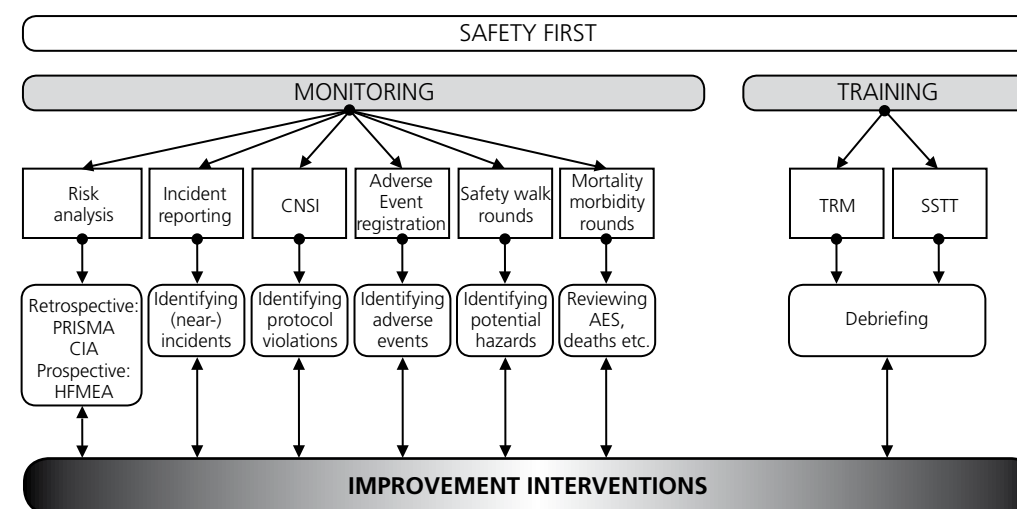 SAFETY FIRST
MONITORING
TRAINING
Risk
analysis
Incident
reporting
CNSI
Adverse
Event
registration
Safety walk
rounds
Mortality
morbidity
rounds
TRM
SSTT
Retrospective:
PRISMA
CIA
Prospective:
HFMEA
Identifying
(near-)
incidents
Identifying
protocol
violations
Identifying
adverse
events
Identifying
potential
hazards
Reviewing
AES,
deaths etc.
Debriefing
IMPROVEMENT INTERVENTIONS